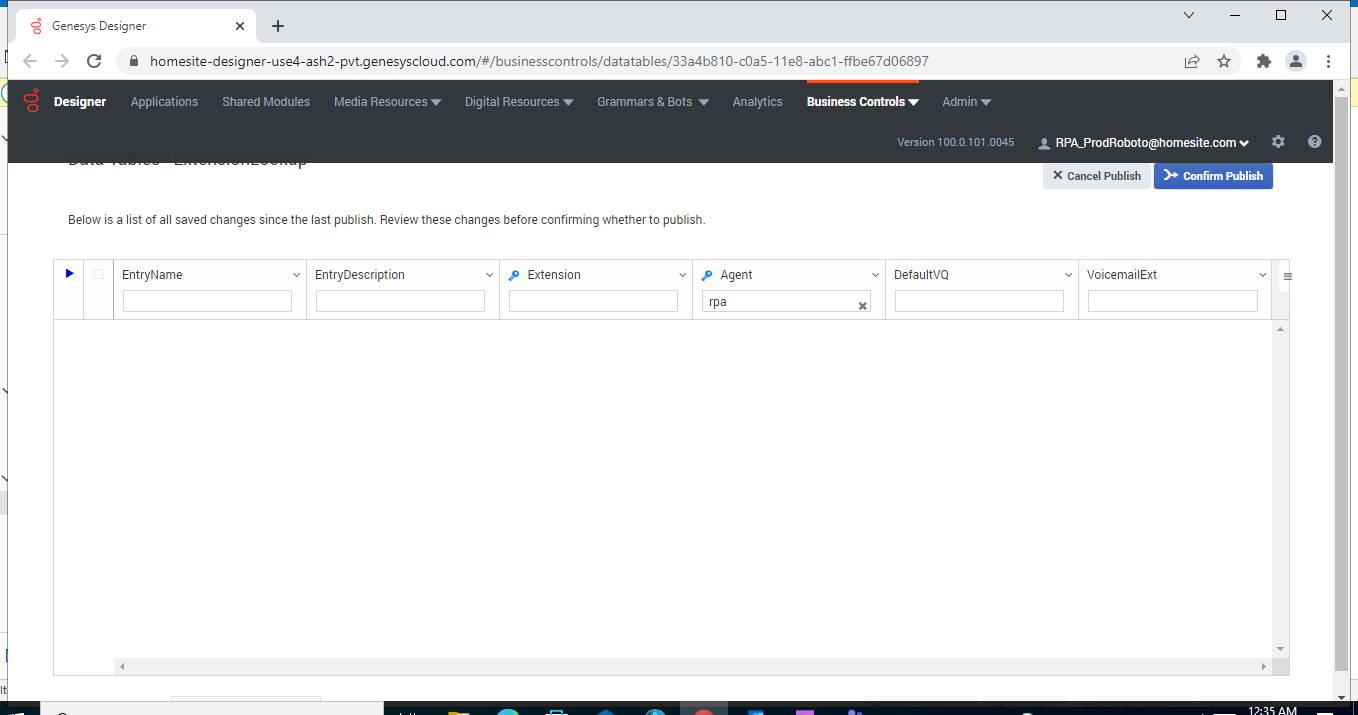 Genesys Designer
homesite-designer-use4-ash2-pvt.genesyscloud.com/#/businesscontrols/datatables/33a4b810-c0a5-11e8-abc1-ffbe67d06897
Designer Applications Shared Modules Media Resources Digital Resources Grammars & Bots Analytics Business Controls Admin
Version 100.0.101.0045 RPA_ProdRoboto@homesite.com
Data Tables - ExtensionLookup
Cancel Publish Confirm Publish
Below is a list of all saved changes since the last publish. Review these changes before confirming whether to publish.
EntryName EntryDescription Extension Agent DefaultVQ VoicemailExt
rpa
12:35 AM